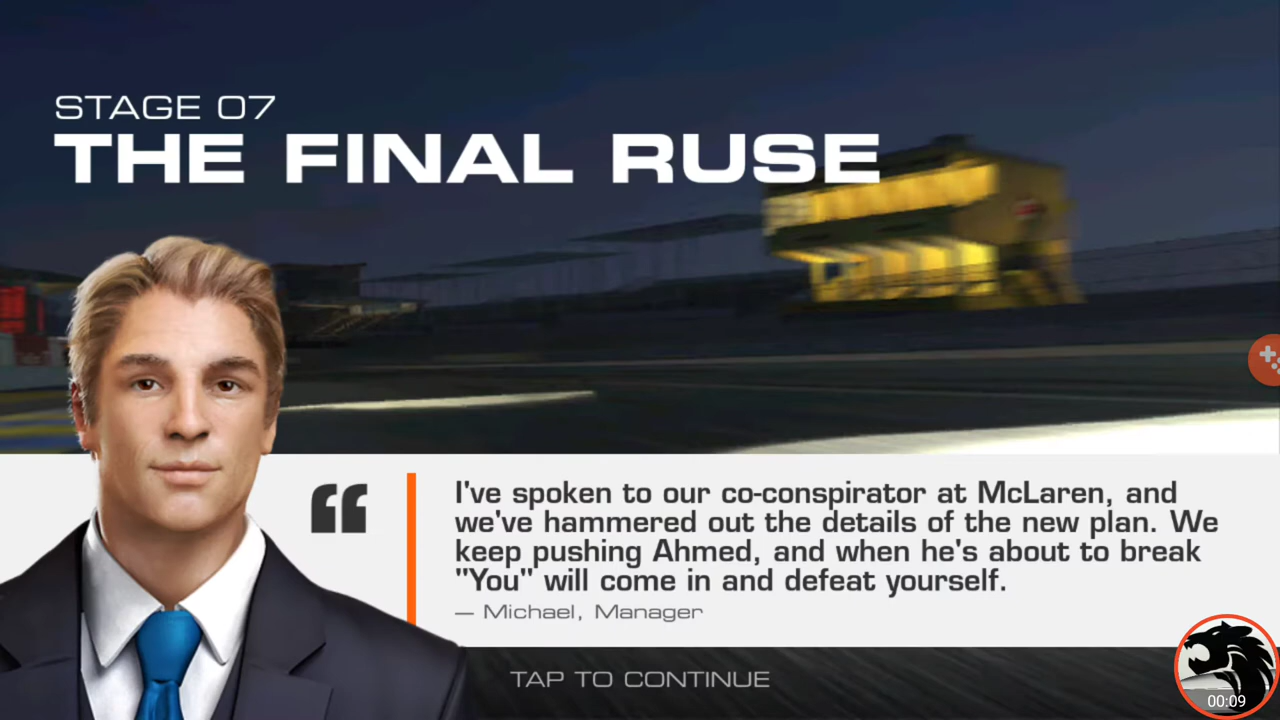 STAGE 07
THE FINAL RUSE
I've spoken to our co-conspirator at McLaren, and
we've hammered out the details of the new plan. We
keep pushing Ahmed, and when he's about to break
"You" will come in and defeat yourself.
— Michael, Manager
TAP TO CONTINUE
00:09